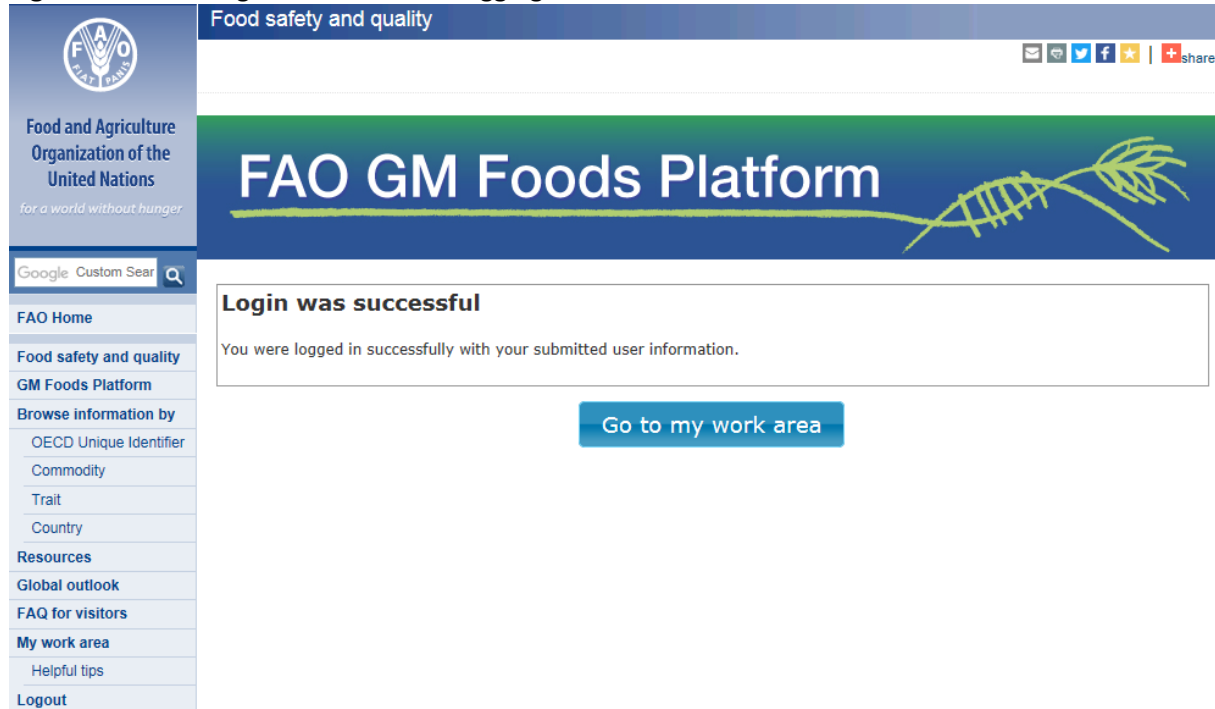 Food safety and quality
F A O
FIAT PANIS
share
Food and Agriculture
Organization of the
United Nations
for a world without hunger
FAO GM Foods Platform
Google Custom Sear
Login was successful
You were logged in successfully with your submitted user information.
Go to my work area
FAO Home
Food safety and quality
GM Foods Platform
Browse information by
OECD Unique Identifier
Commodity
Trait
Country
Resources
Global outlook
FAQ for visitors
My work area
Helpful tips
Logout